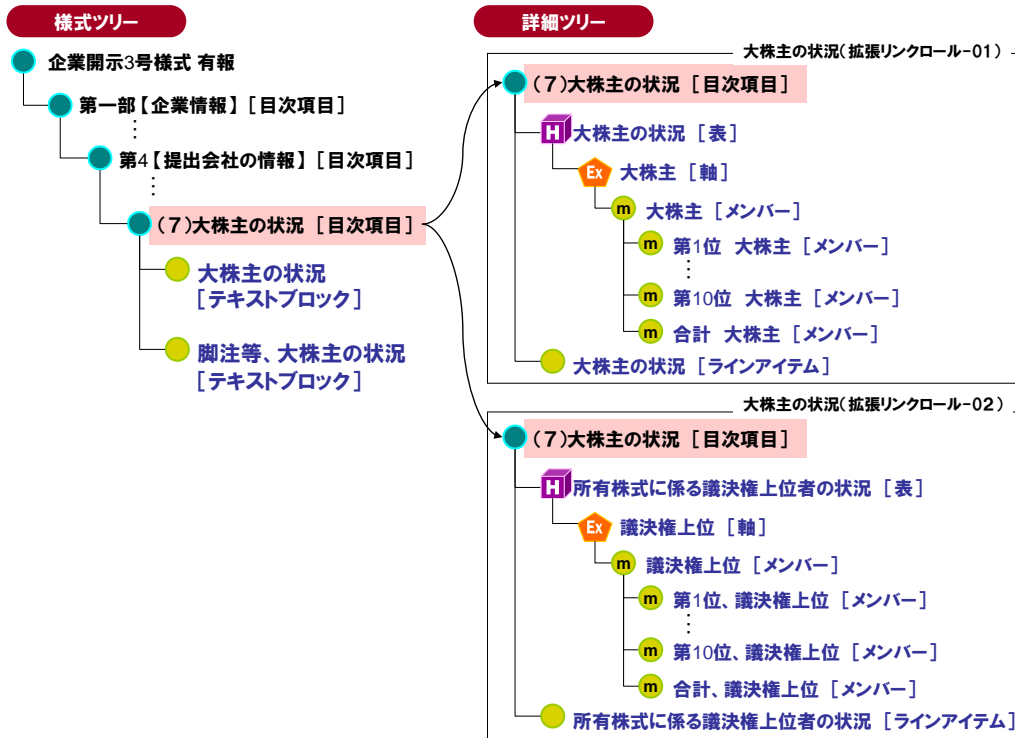 様式ツリー
企業開示3号様式 有報
第一部【企業情報】［目次項目］
⋮
第4【提出会社の情報】［目次項目］
⋮
(７)大株主の状況［目次項目］
大株主の状況
［テキストブロック］
脚注等、大株主の状況
［テキストブロック］
詳細ツリー
大株主の状況(拡張リンクロール-01)
(７)大株主の状況［目次項目］
H 大株主の状況［表］
Ex 大株主［軸］
m 大株主［メンバー］
m 第1位 大株主［メンバー］
⋮
m 第10位 大株主［メンバー］
m 合計 大株主［メンバー］
大株主の状況［ラインアイテム］
大株主の状況(拡張リンクロール-02)
(７)大株主の状況［目次項目］
H 所有株式に係る議決権上位者の状況［表］
Ex 議決権上位［軸］
m 議決権上位［メンバー］
m 第1位、議決権上位［メンバー］
⋮
m 第10位、議決権上位［メンバー］
m 合計、議決権上位［メンバー］
所有株式に係る議決権上位者の状況［ラインアイテム］